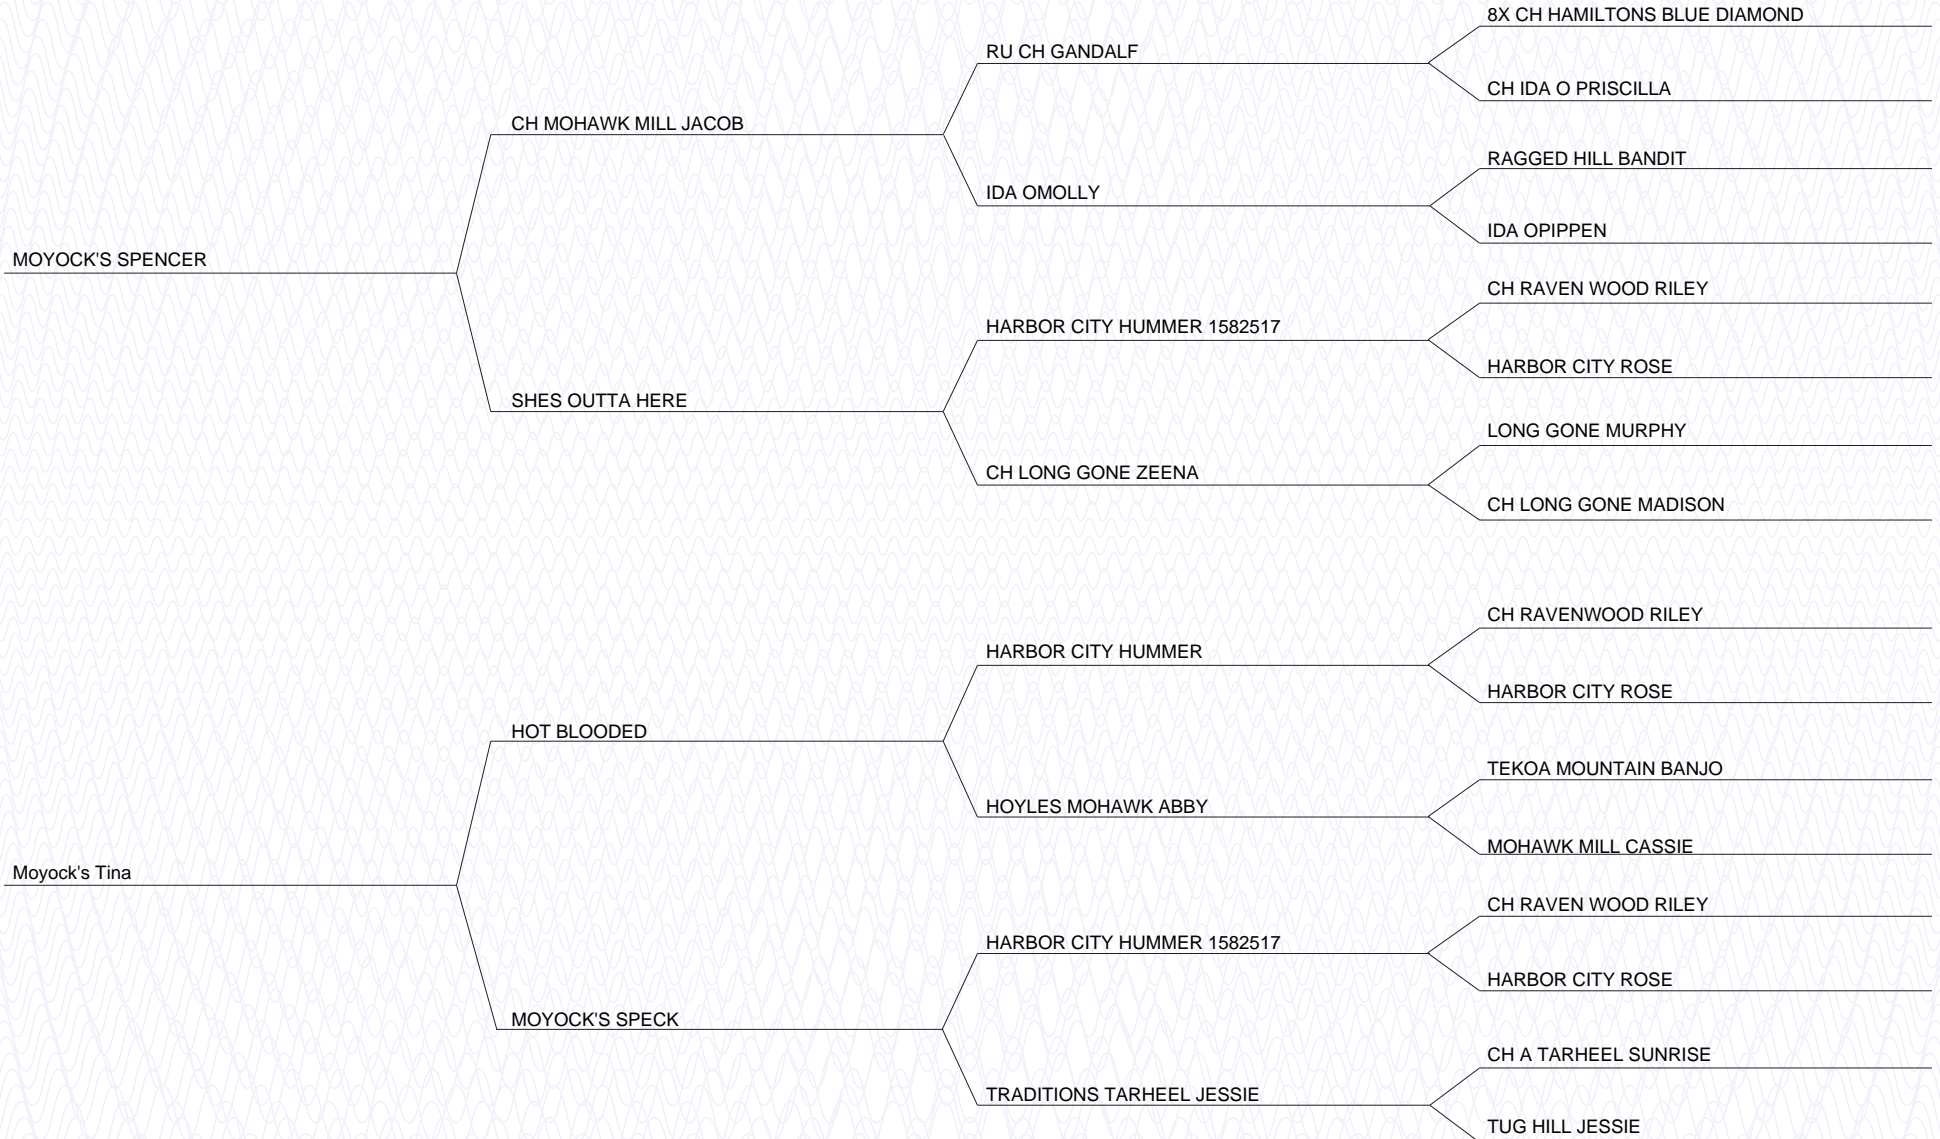 8X CH HAMILTONS BLUE DIAMOND
RU CH GANDALF
CH IDA O PRISCILLA
CH MOHAWK MILL JACOB
RAGGED HILL BANDIT
IDA OMOLLY
IDA OPIPPEN
MOYOCK'S SPENCER
CH RAVEN WOOD RILEY
HARBOR CITY HUMMER 1582517
HARBOR CITY ROSE
SHES OUTTA HERE
LONG GONE MURPHY
CH LONG GONE ZEENA
CH LONG GONE MADISON
CH RAVENWOOD RILEY
HARBOR CITY HUMMER
HARBOR CITY ROSE
HOT BLOODED
TEKOA MOUNTAIN BANJO
HOYLES MOHAWK ABBY
MOHAWK MILL CASSIE
Moyock's Tina
CH RAVEN WOOD RILEY
HARBOR CITY HUMMER 1582517
HARBOR CITY ROSE
MOYOCK'S SPECK
CH A TARHEEL SUNRISE
TRADITIONS TARHEEL JESSIE
TUG HILL JESSIE